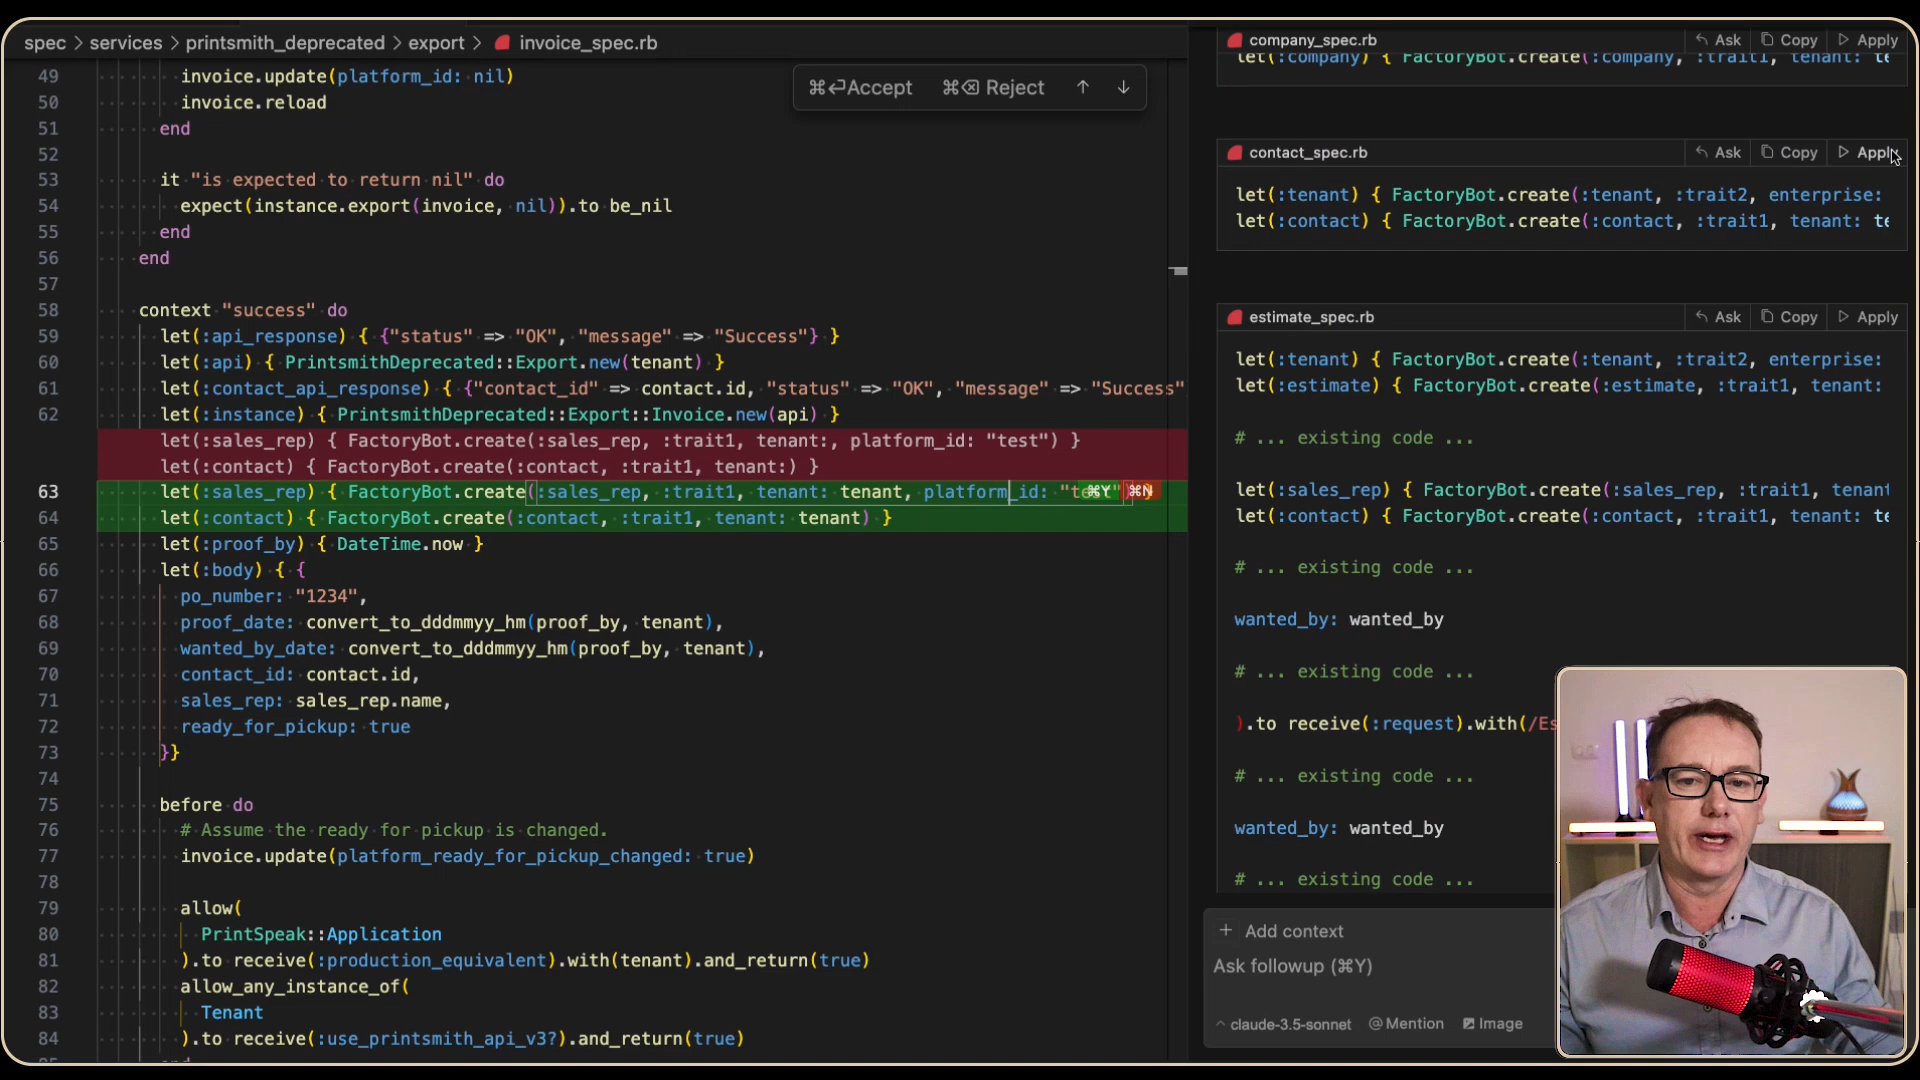 spec > services > printsmith_deprecated > export > invoice_spec.rb
49 invoice.update(platform_id: nil)
50 invoice.reload
51 end
52
53 it "is expected to return nil" do
54 expect(instance.export(invoice, nil)).to be_nil
55 end
56 end
57
58 context "success" do
59 let(:api_response) { {"status" => "OK", "message" => "Success"} }
60 let(:api) { PrintsmithDeprecated::Export.new(tenant) }
61 let(:contact_api_response) { {"contact_id" => contact.id, "status" => "OK", "message" => "Success"
62 let(:instance) { PrintsmithDeprecated::Export::Invoice.new(api) }
let(:sales_rep) { FactoryBot.create(:sales_rep, :trait1, tenant:, platform_id: "test") }
let(:contact) { FactoryBot.create(:contact, :trait1, tenant:) }
63 let(:sales_rep) { FactoryBot.create(:sales_rep, :trait1, tenant: tenant, platform_id: "t ⌘Y ⌘N
64 let(:contact) { FactoryBot.create(:contact, :trait1, tenant: tenant) }
65 let(:proof_by) { DateTime.now }
66 let(:body) { {
67 po_number: "1234",
68 proof_date: convert_to_dddmmyy_hm(proof_by, tenant),
69 wanted_by_date: convert_to_dddmmyy_hm(proof_by, tenant),
70 contact_id: contact.id,
71 sales_rep: sales_rep.name,
72 ready_for_pickup: true
73 }}
74
75 before do
76 # Assume the ready for pickup is changed.
77 invoice.update(platform_ready_for_pickup_changed: true)
78
79 allow(
80 PrintSpeak::Application
81 ).to receive(:production_equivalent).with(tenant).and_return(true)
82 allow_any_instance_of(
83 Tenant
84 ).to receive(:use_printsmith_api_v3?).and_return(true)
⌘⏎Accept ⌘⌫ Reject ↑ ↓
company_spec.rb Ask Copy Apply
let(:company) { FactoryBot.create(:company, :trait1, tenant: te
contact_spec.rb Ask Copy Apply
let(:tenant) { FactoryBot.create(:tenant, :trait2, enterprise:
let(:contact) { FactoryBot.create(:contact, :trait1, tenant: te
estimate_spec.rb Ask Copy Apply
let(:tenant) { FactoryBot.create(:tenant, :trait2, enterprise:
let(:estimate) { FactoryBot.create(:estimate, :trait1, tenant:
# ... existing code ...
let(:sales_rep) { FactoryBot.create(:sales_rep, :trait1, tenant
let(:contact) { FactoryBot.create(:contact, :trait1, tenant: te
# ... existing code ...
wanted_by: wanted_by
# ... existing code ...
).to receive(:request).with(/Es
# ... existing code ...
wanted_by: wanted_by
# ... existing code ...
+ Add context
Ask followup (⌘Y)
^ claude-3.5-sonnet @ Mention Image